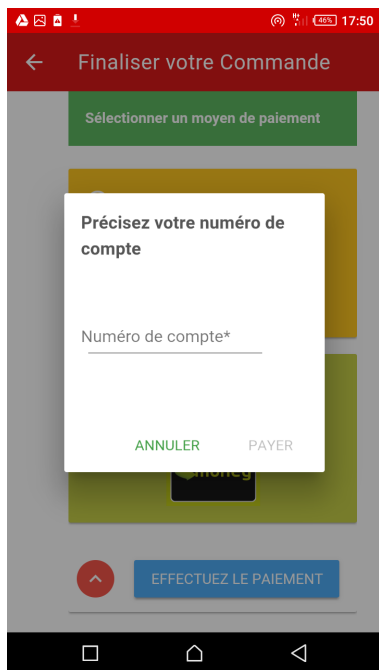 46% 17:50
Finaliser votre Commande
Sélectionner un moyen de paiement
Précisez votre numéro de
compte
Numéro de compte*
ANNULER PAYER
money
EFFECTUEZ LE PAIEMENT